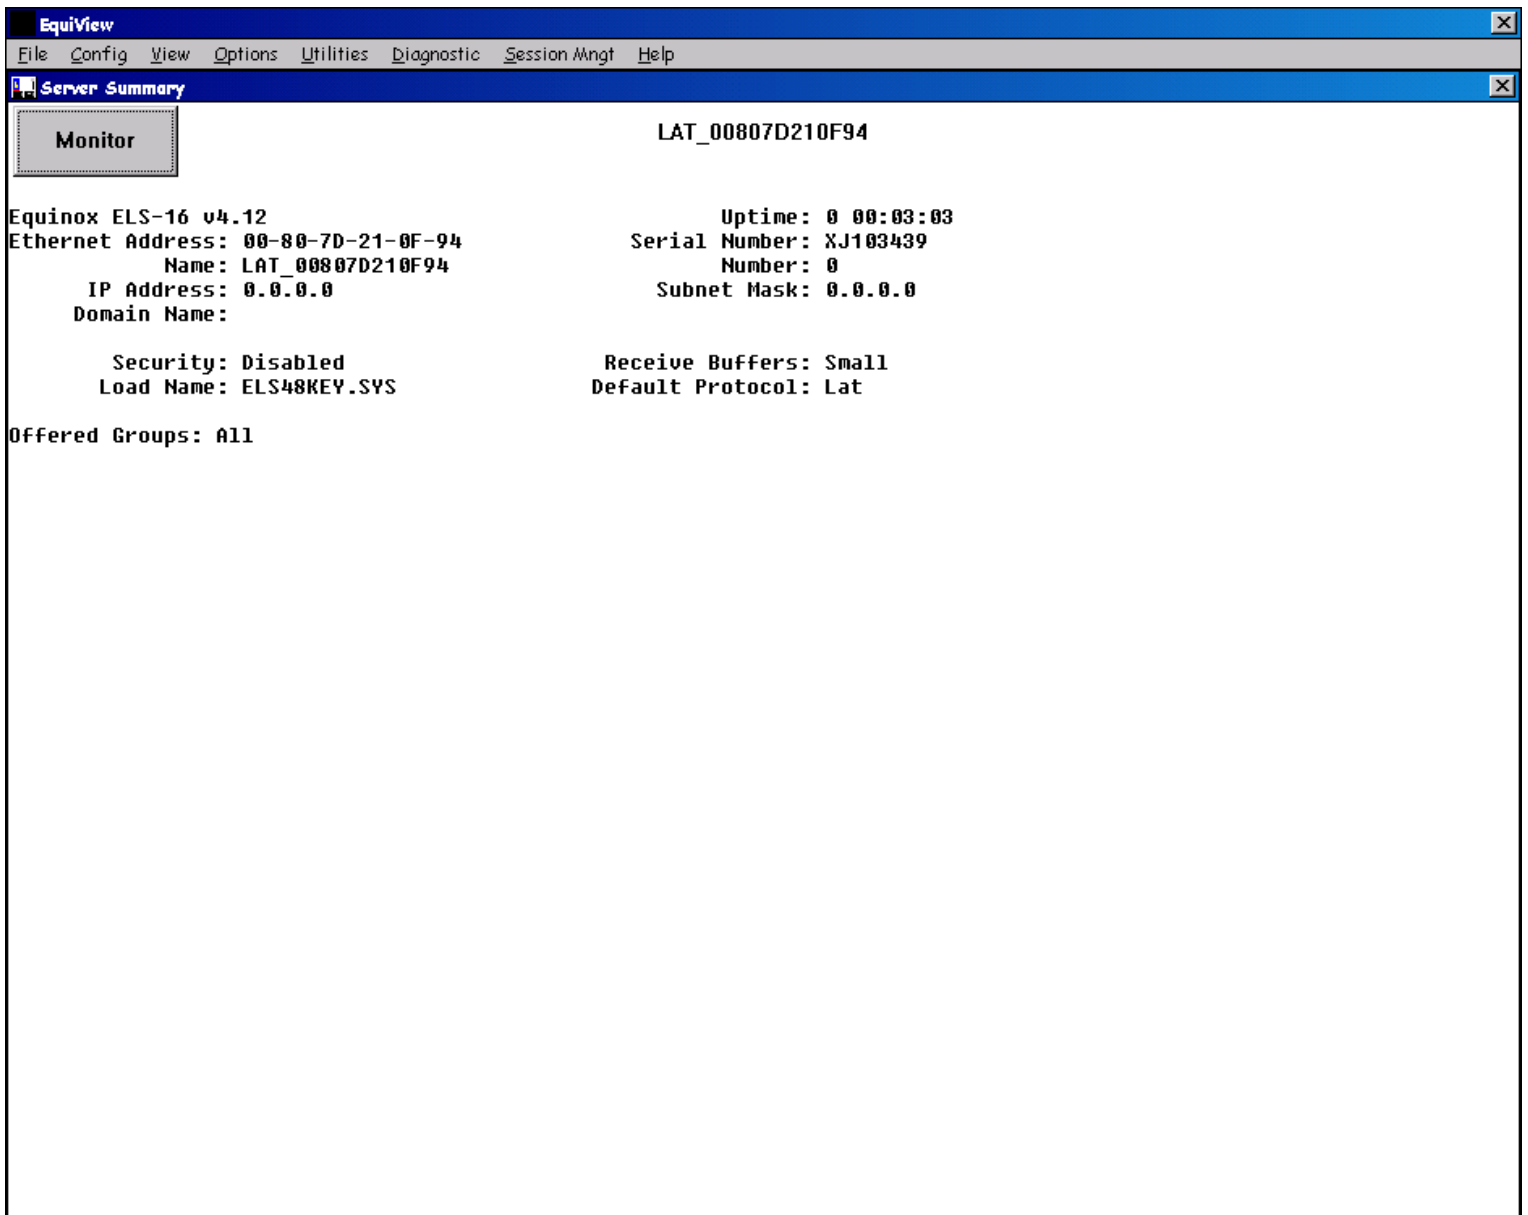 EquiView
File Config View Options Utilities Diagnostic Session Mngt Help
Server Summary
Monitor
LAT_00807D210F94
Equinox ELS-16 v4.12 Uptime: 0 00:03:03
Ethernet Address: 00-80-7D-21-0F-94 Serial Number: XJ103439
Name: LAT_00807D210F94 Number: 0
IP Address: 0.0.0.0 Subnet Mask: 0.0.0.0
Domain Name:
Security: Disabled Receive Buffers: Small
Load Name: ELS48KEY.SYS Default Protocol: Lat
Offered Groups: All